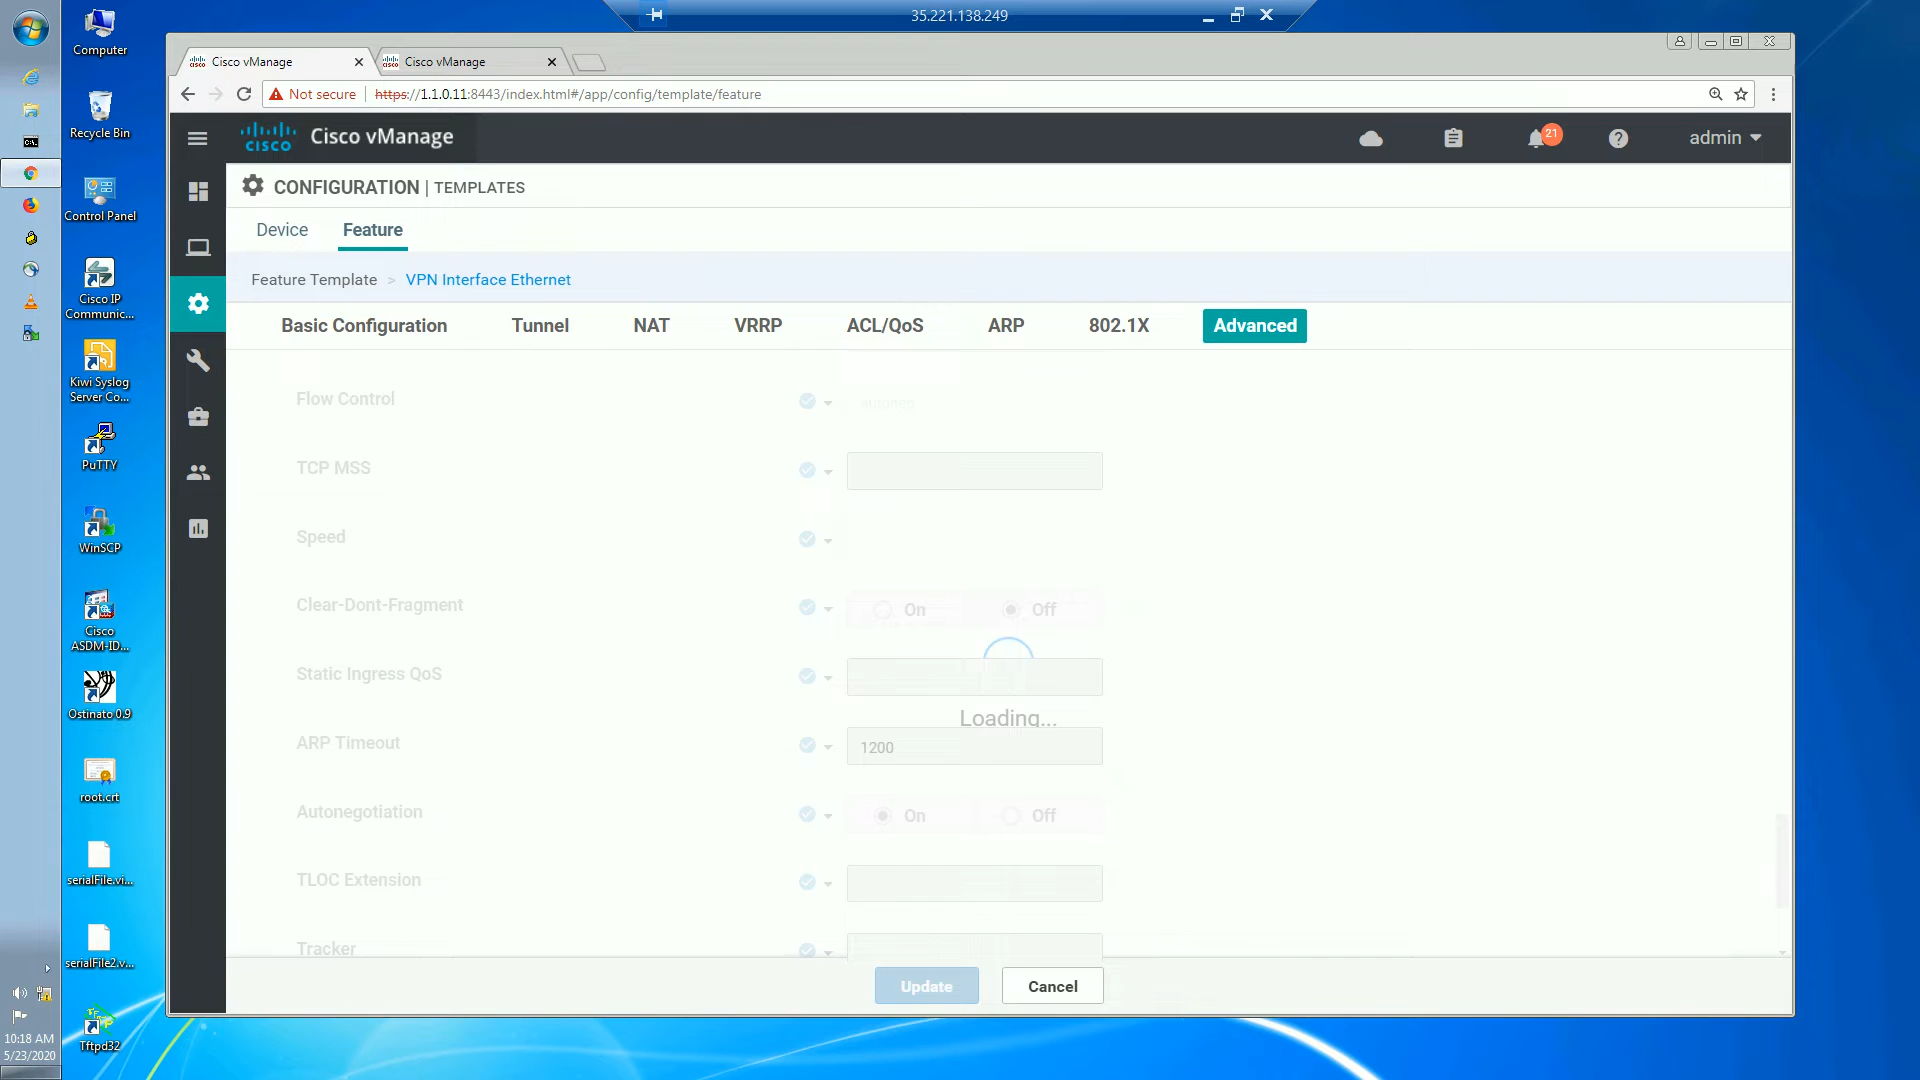 35.221.138.249
Computer
Recycle Bin
Control Panel
Cisco IP
Communic...
Kiwi Syslog
Server Co...
PuTTY
WinSCP
Cisco
ASDM-ID...
Ostinato 0.9
root.crt
serialFile.vi...
serialFile2.v...
Tftpd32
10:18 AM
5/23/2020
Cisco vManage
Cisco vManage
Not secure
https://1.1.0.11:8443/index.html#/app/config/template/feature
cisco
Cisco vManage
21
admin
CONFIGURATION | TEMPLATES
Device
Feature
Feature Template > VPN Interface Ethernet
Basic Configuration
Tunnel
NAT
VRRP
ACL/QoS
ARP
802.1X
Advanced
Flow Control
autoneg
TCP MSS
Speed
Clear-Dont-Fragment
On
Off
Static Ingress QoS
Loading...
ARP Timeout
1200
Autonegotiation
On
Off
TLOC Extension
Tracker
Update
Cancel